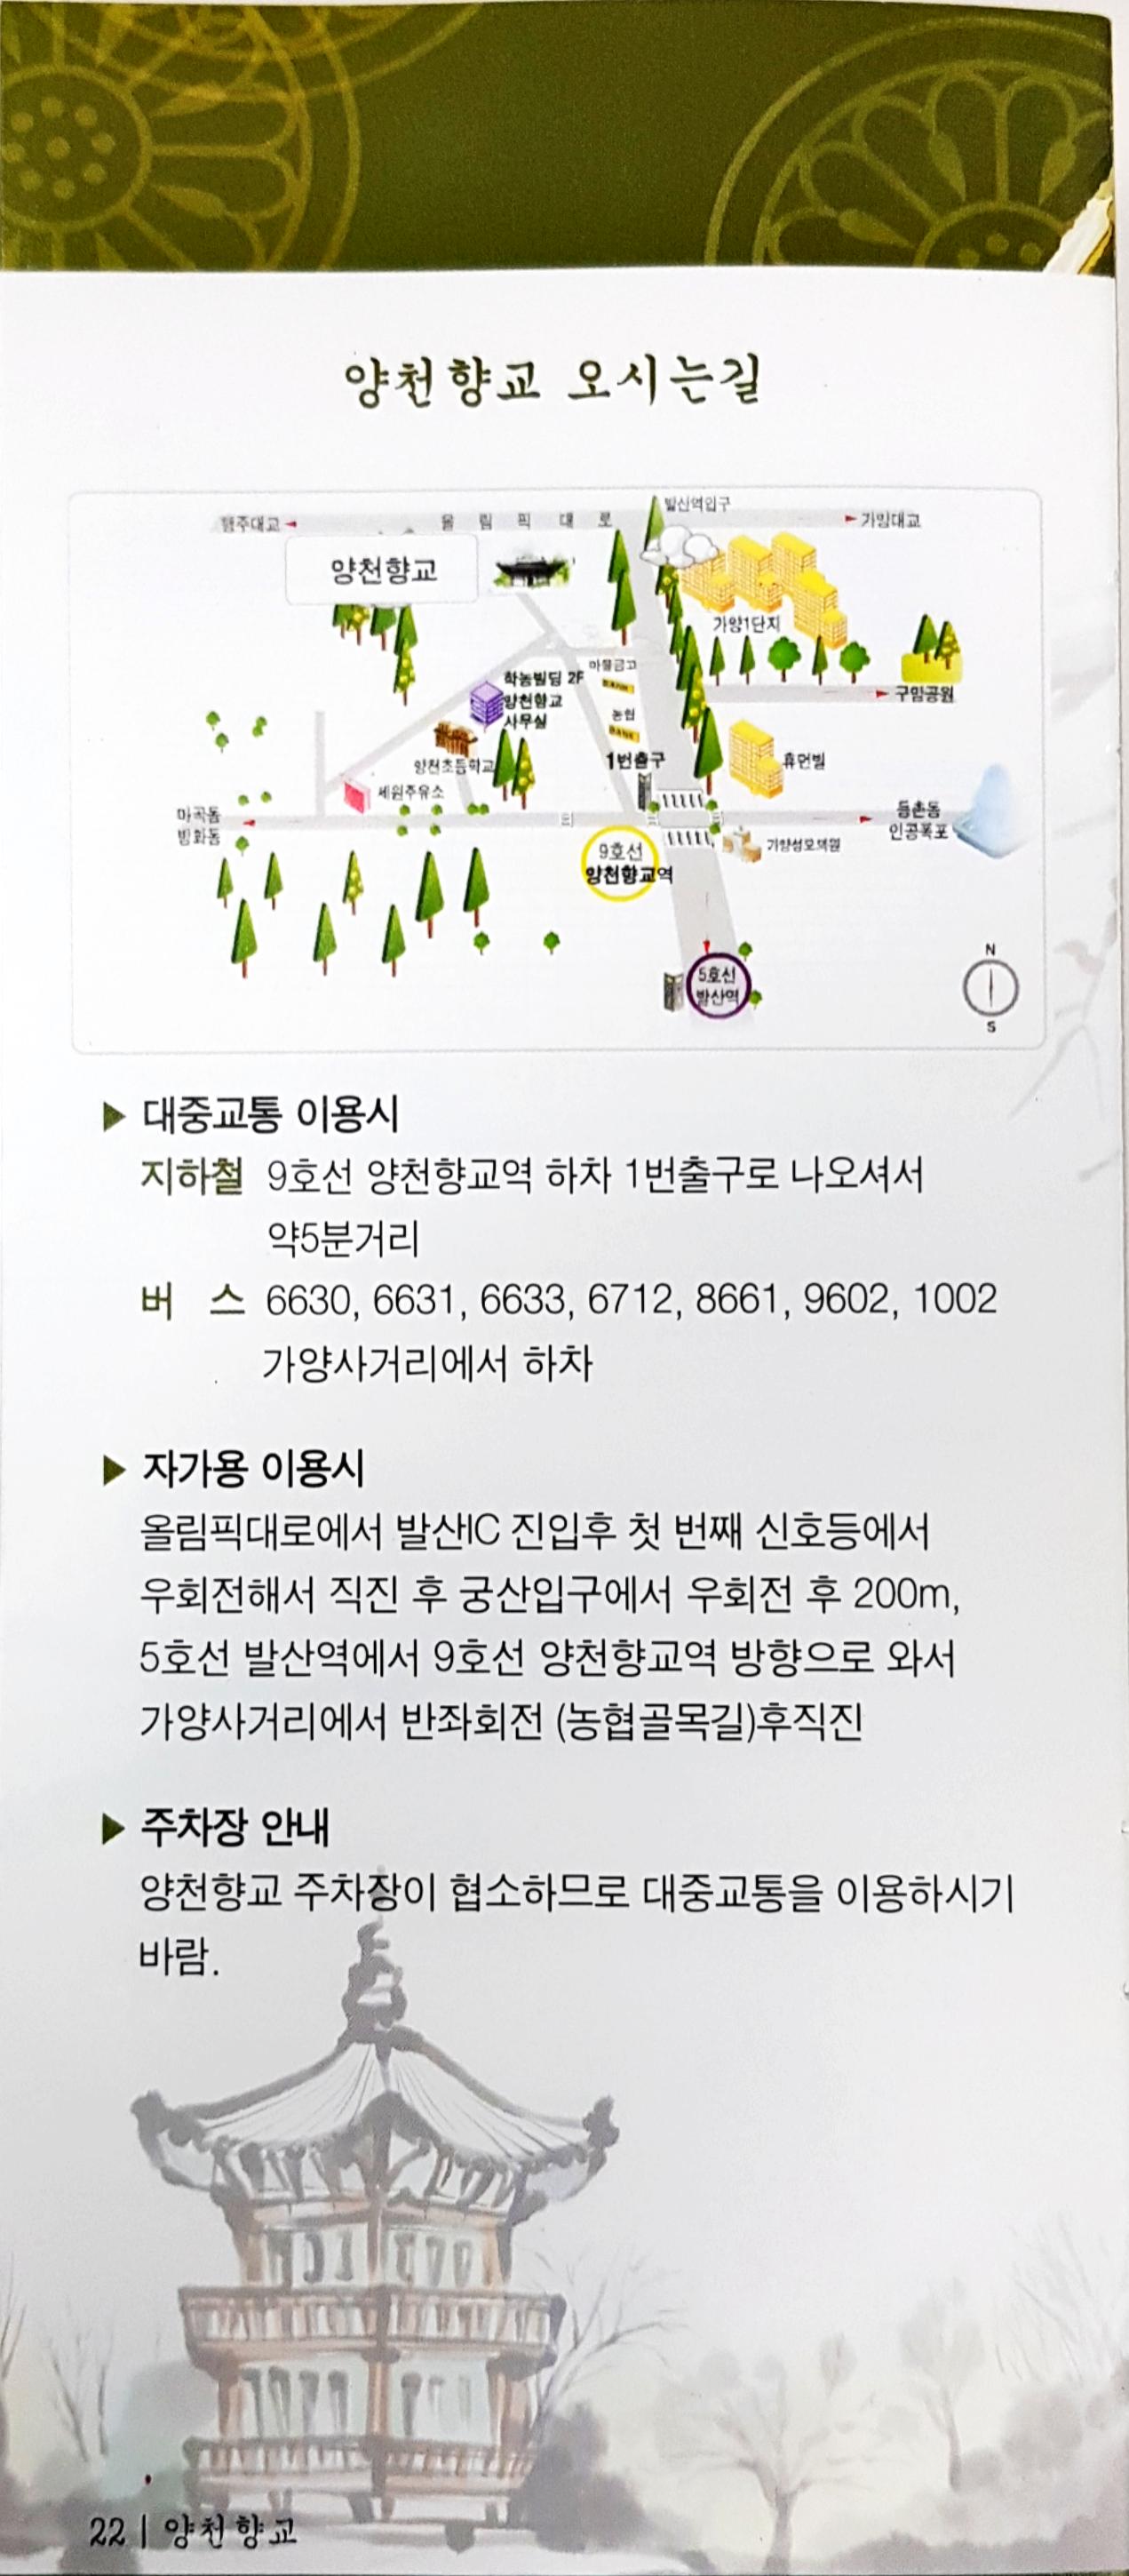 양천향교 오시는길
발산역입구
행주대교
올 림 픽 대 로
가양대교
양천향교
가양1단지
마을금고
학농빌딩 2F
양천향교
사무실
BANK
구암공원
농협
BANK
1번출구
휴먼빌
양천초등학교
세원주유소
마곡동
방화동
등촌동
인공폭포
가양성모의원
9호선
양천향교역
5호선
발산역
N
S
▶ 대중교통 이용시
지하철 9호선 양천향교역 하차 1번출구로 나오셔서
약5분거리
버 스 6630, 6631, 6633, 6712, 8661, 9602, 1002
가양사거리에서 하차
▶ 자가용 이용시
올림픽대로에서 발산IC 진입후 첫 번째 신호등에서
우회전해서 직진 후 궁산입구에서 우회전 후 200m,
5호선 발산역에서 9호선 양천향교역 방향으로 와서
가양사거리에서 반좌회전 (농협골목길)후직진
▶ 주차장 안내
양천향교 주차장이 협소하므로 대중교통을 이용하시기
바람.
22 | 양천향교